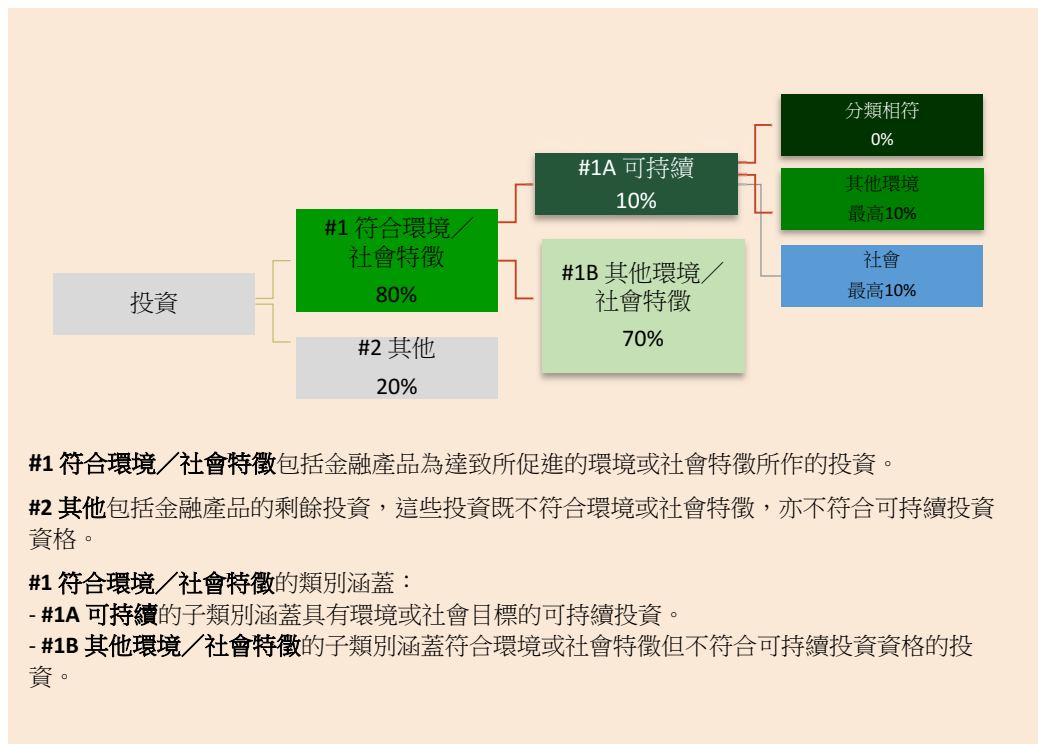 投資
#1 符合環境／
社會特徵
80%
#2 其他
20%
#1A 可持續
10%
#1B 其他環境／
社會特徵
70%
分類相符
0%
其他環境
最高10%
社會
最高10%
#1 符合環境／社會特徵包括金融產品為達致所促進的環境或社會特徵所作的投資。
#2 其他包括金融產品的剩餘投資，這些投資既不符合環境或社會特徵，亦不符合可持續投資
資格。
#1 符合環境／社會特徵的類別涵蓋：
- #1A 可持續的子類別涵蓋具有環境或社會目標的可持續投資。
- #1B 其他環境／社會特徵的子類別涵蓋符合環境或社會特徵但不符合可持續投資資格的投
資。